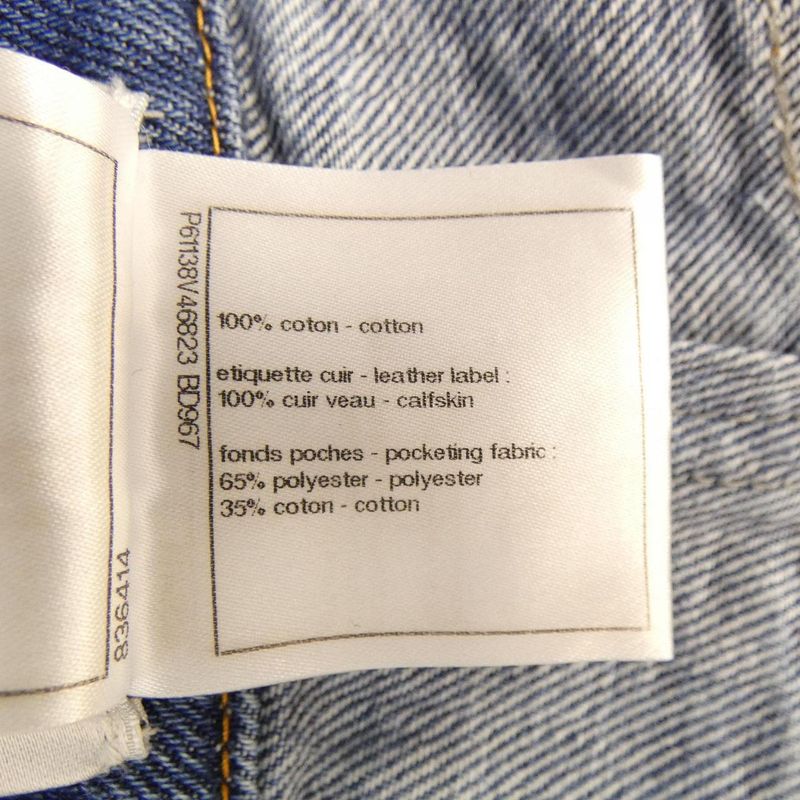 P61138V46823 BD967
100% coton - cotton
etiquette cuir - leather label :
100% cuir veau - calfskin
fonds poches - pocketing fabric :
65% polyester - polyester
35% coton - cotton
836414